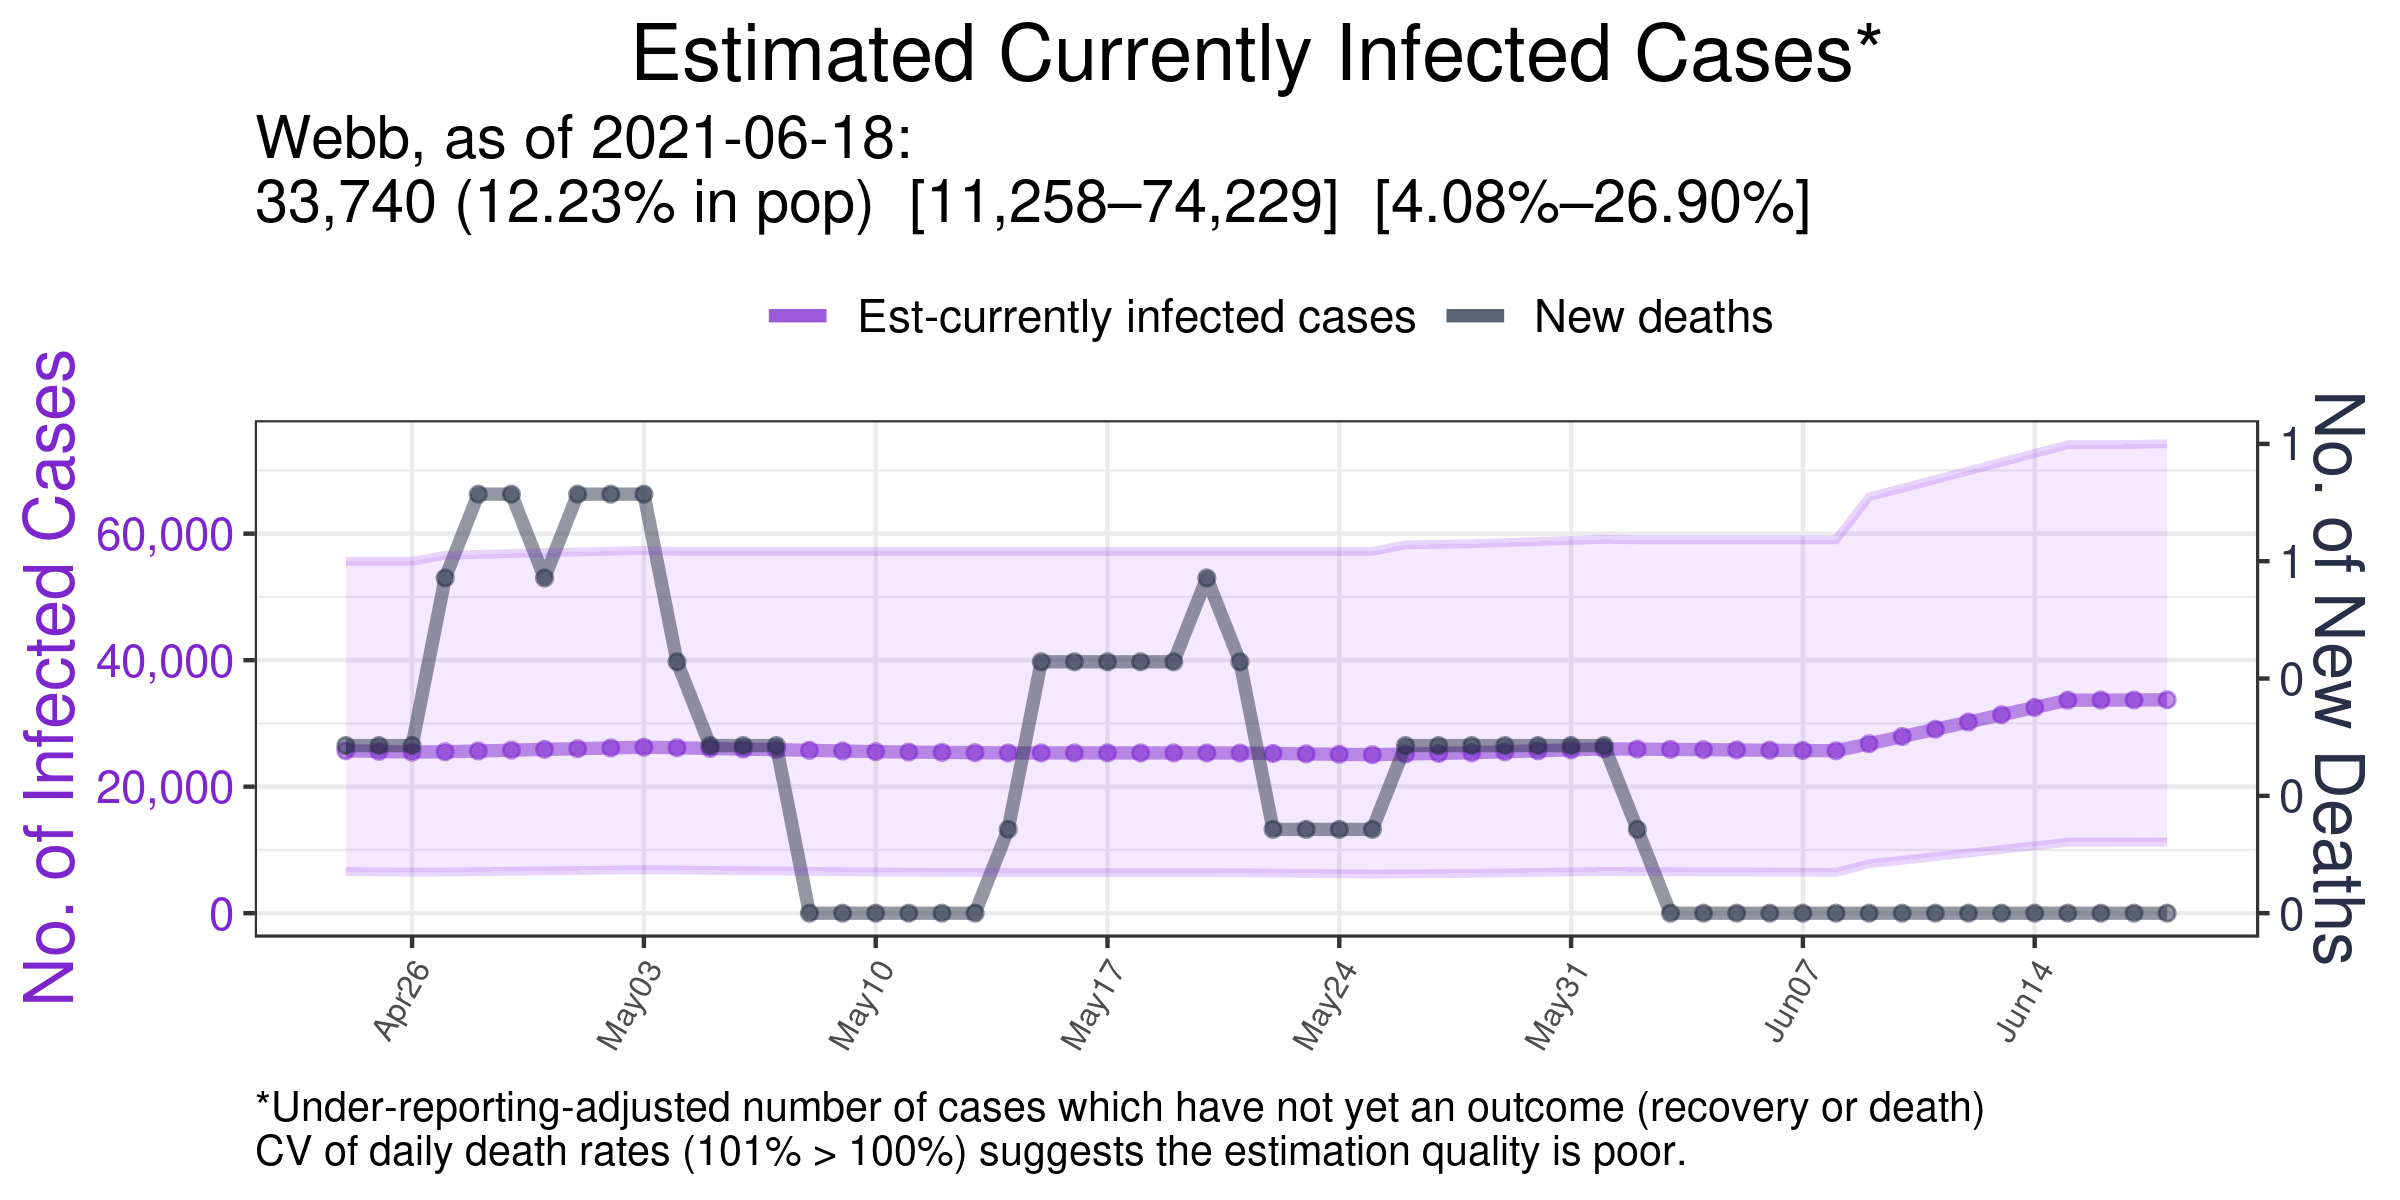 Estimated Currently Infected Cases*
Webb, as of 2021-06-18:
33,740 (12.23% in pop)  [11,258–74,229]  [4.08%–26.90%]
Est-currently infected cases
New deaths
No. of Infected Cases
60,000
40,000
20,000
0
1
1
0
0
0
No. of New Deaths
Apr26
May03
May10
May17
May24
May31
Jun07
Jun14
*Under-reporting-adjusted number of cases which have not yet an outcome (recovery or death)
CV of daily death rates (101% > 100%) suggests the estimation quality is poor.